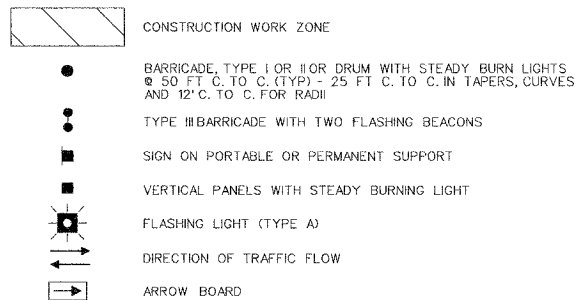 CONSTRUCTION WORK ZONE
BARRICADE, TYPE I OR II OR DRUM WITH STEADY BURN LIGHTS
@ 50 FT C. TO C. (TYP) - 25 FT C. TO C. IN TAPERS, CURVES
AND 12' C. TO C. FOR RADII
TYPE III BARRICADE WITH TWO FLASHING BEACONS
SIGN ON PORTABLE OR PERMANENT SUPPORT
VERTICAL PANELS WITH STEADY BURNING LIGHT
FLASHING LIGHT (TYPE A)
DIRECTION OF TRAFFIC FLOW
ARROW BOARD